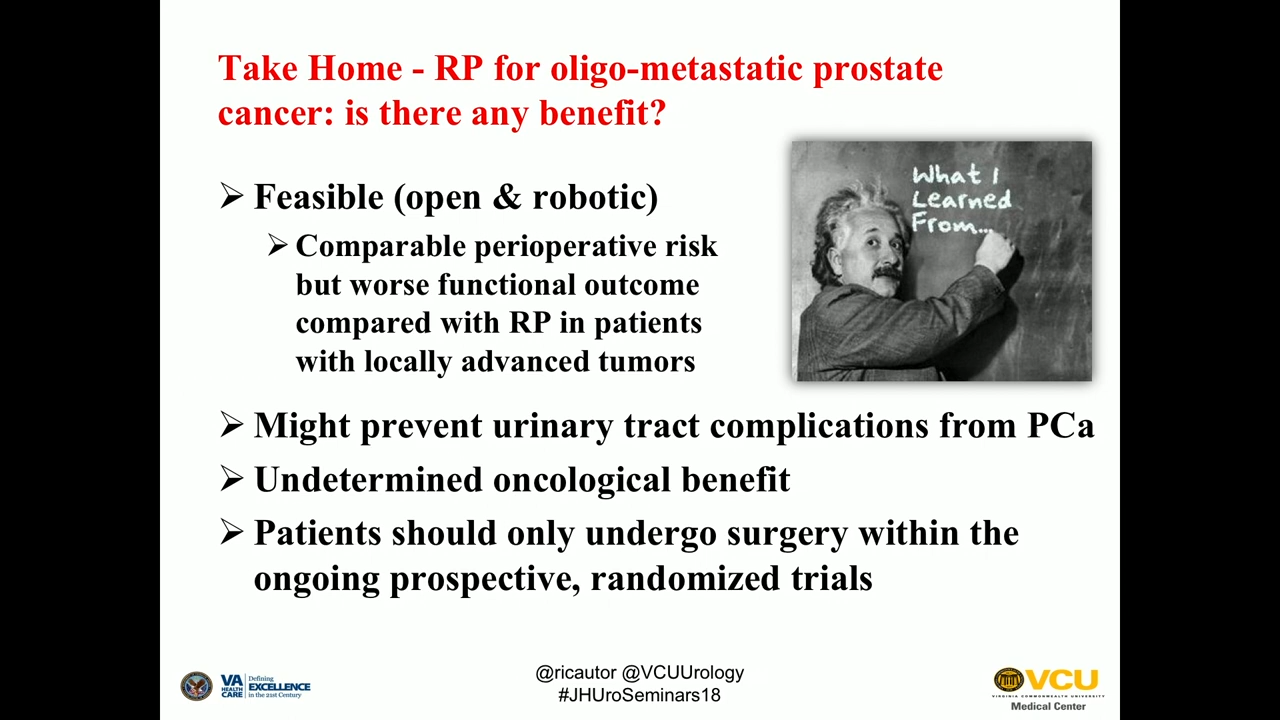 Take Home - RP for oligo-metastatic prostate
cancer: is there any benefit?
What I
Learned
From...
➢ Feasible (open & robotic)
➢ Comparable perioperative risk
but worse functional outcome
compared with RP in patients
with locally advanced tumors
➢ Might prevent urinary tract complications from PCa
➢ Undetermined oncological benefit
➢ Patients should only undergo surgery within the
ongoing prospective, randomized trials
VA
HEALTH
CARE
Defining
EXCELLENCE
in the 21st Century
@ricautor @VCUUrology
#JHUroSeminars18
VCU
VIRGINIA COMMONWEALTH UNIVERSITY
Medical Center